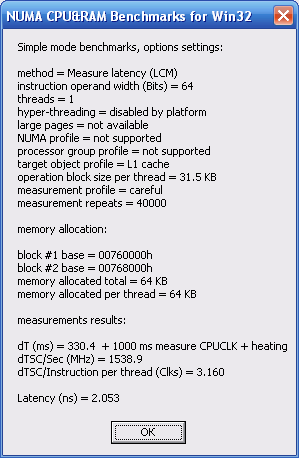 NUMA CPU&RAM Benchmarks for Win32
Simple mode benchmarks, options settings:
method = Measure latency (LCM)
instruction operand width (Bits) = 64
threads = 1
hyper-threading = disabled by platform
large pages = not available
NUMA profile = not supported
processor group profile = not supported
target object profile = L1 cache
operation block size per thread = 31.5 KB
measurement profile = careful
measurement repeats = 40000
memory allocation:
block #1 base = 00760000h
block #2 base = 00768000h
memory allocated total = 64 KB
memory allocated per thread = 64 KB
measurements results:
dT (ms) = 330.4  + 1000 ms measure CPUCLK + heating
dTSC/Sec (MHz) = 1538.9
dTSC/Instruction per thread (Clks) = 3.160
Latency (ns) = 2.053
OK